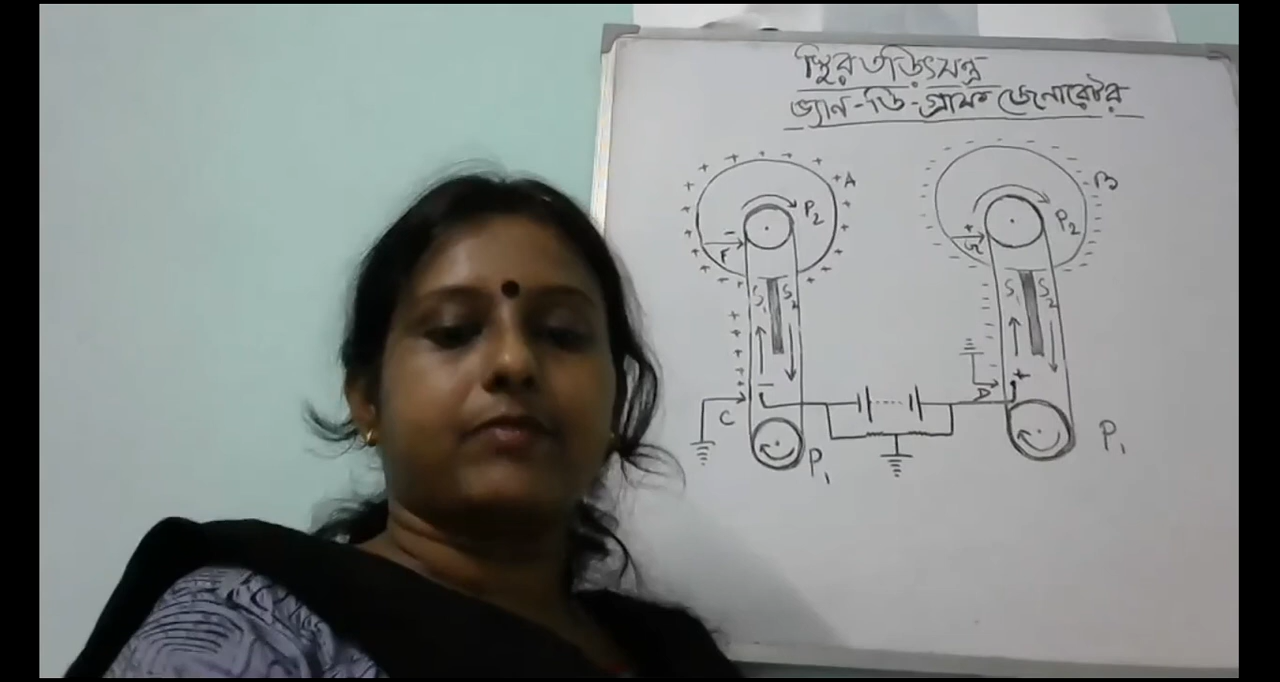 স্থির তড়িৎযন্ত্র
ভ্যান-ডি-গ্রাফ জেনারেটর
A
B
P₂
P₂
F
G
S₁ S₂
S₁ S₂
C
D
P₁
P₁